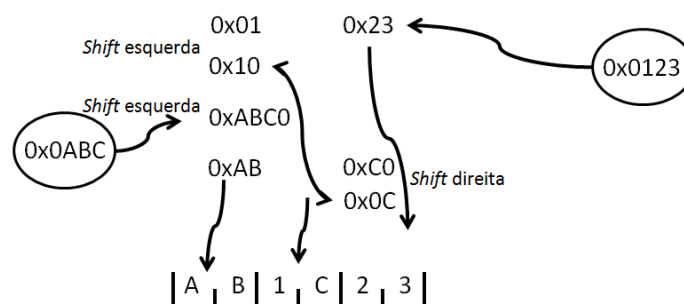 0x01 0x23
Shift esquerda
0x10 0x0123
Shift esquerda
0xABC0
0x0ABC
0xAB 0xC0
Shift direita
0x0C
A B 1 C 2 3